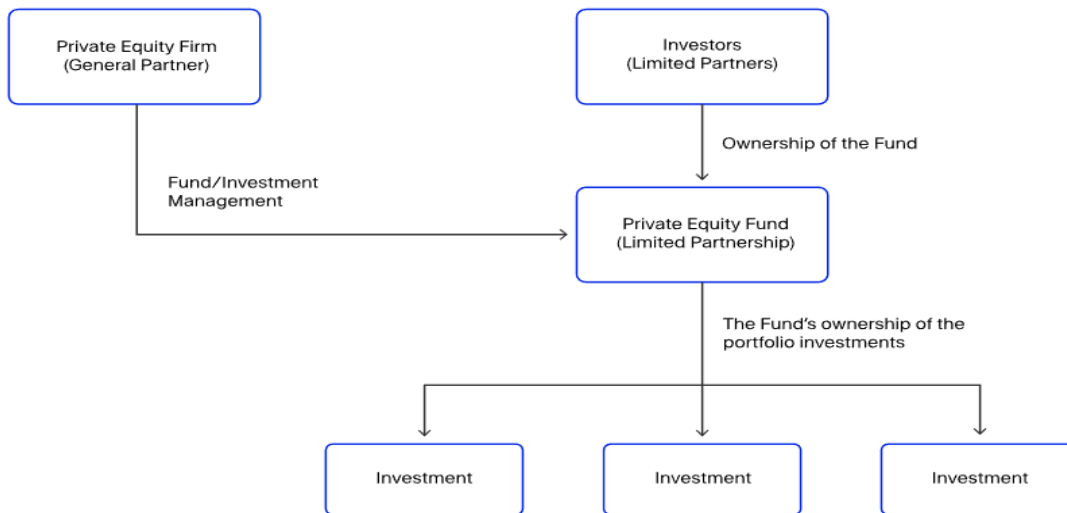 Private Equity Firm
(General Partner)
Investors
(Limited Partners)
Ownership of the Fund
Fund/Investment
Management
Private Equity Fund
(Limited Partnership)
The Fund's ownership of the
portfolio investments
Investment
Investment
Investment